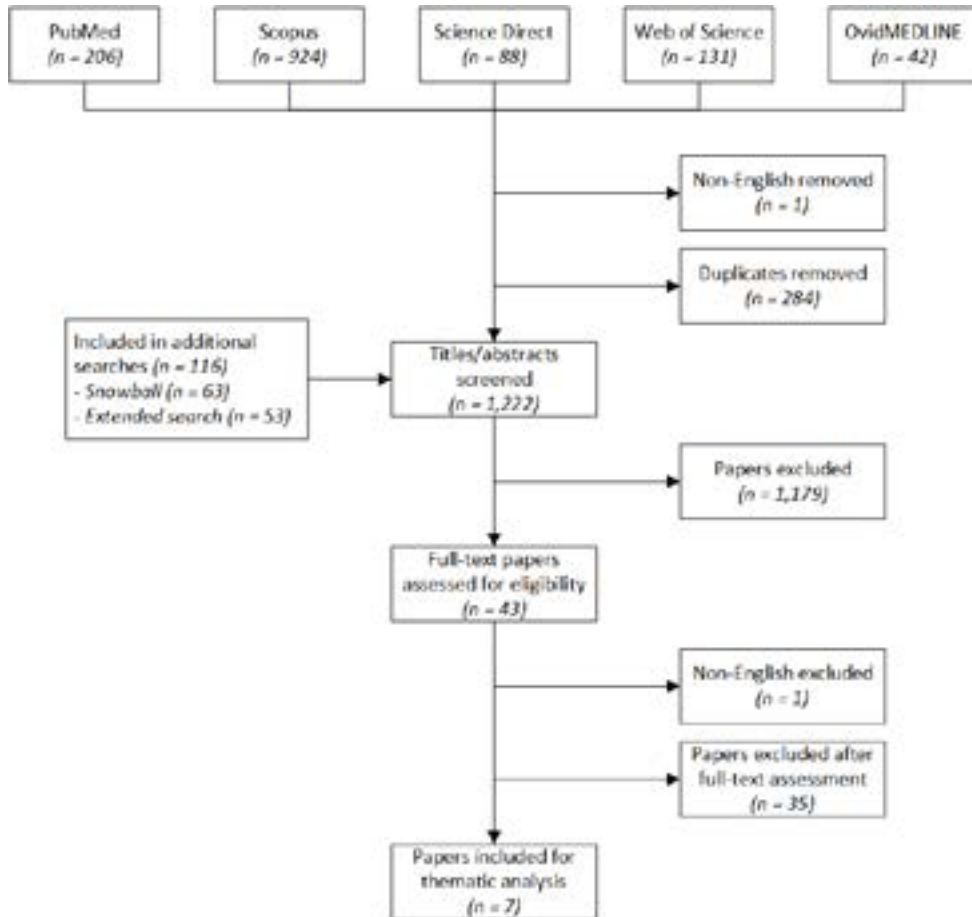 PubMed
(n = 206)
Scopus
(n = 924)
Science Direct
(n = 88)
Web of Science
(n = 131)
OvidMEDLINE
(n = 42)
Non-English removed
(n = 1)
Duplicates removed
(n = 284)
Included in additional
searches (n = 116)
- Snowball (n = 63)
- Extended search (n = 53)
Titles/abstracts
screened
(n = 1,222)
Papers excluded
(n = 1,179)
Full-text papers
assessed for eligibility
(n = 43)
Non-English excluded
(n = 1)
Papers excluded after
full-text assessment
(n = 35)
Papers included for
thematic analysis
(n = 7)